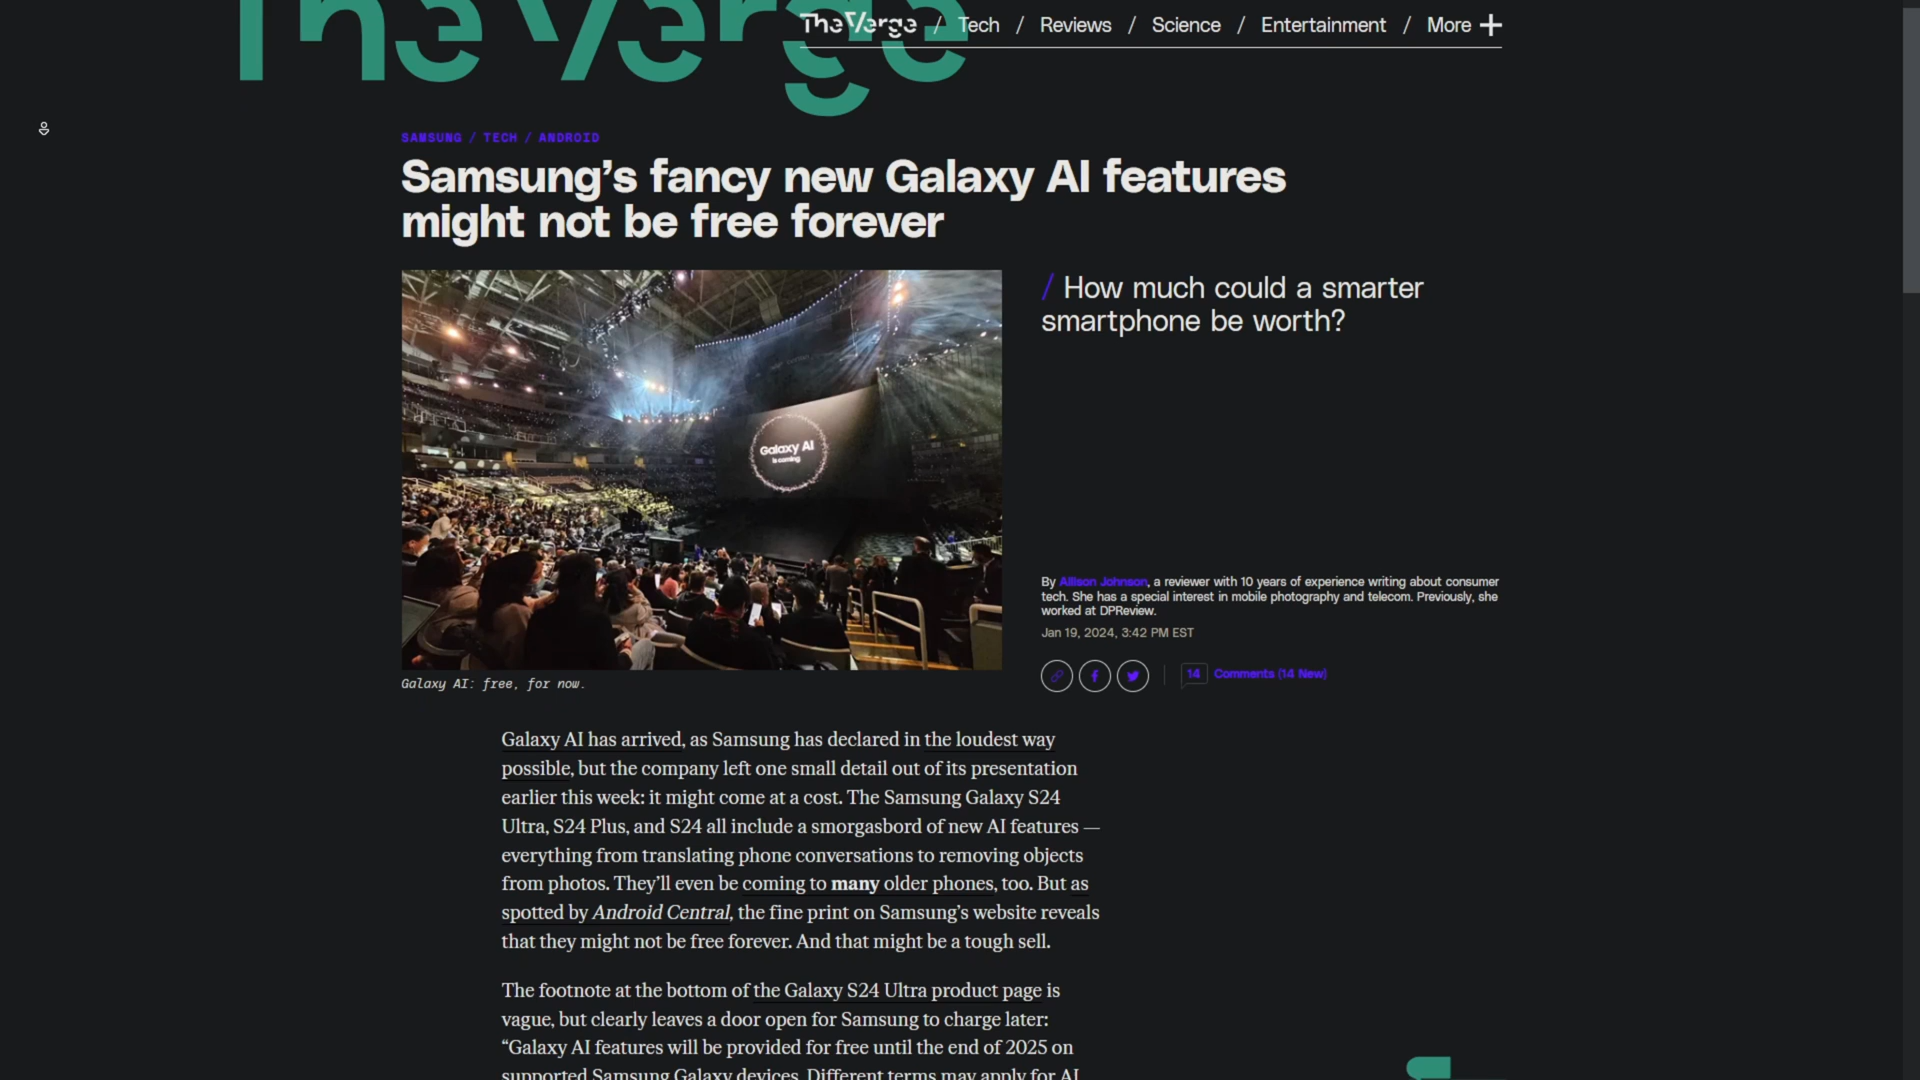 The Verge
The Verge / Tech / Reviews / Science / Entertainment / More +
SAMSUNG / TECH / ANDROID
Samsung’s fancy new Galaxy AI features
might not be free forever
Galaxy AI
is coming
/ How much could a smarter
smartphone be worth?
By Allison Johnson, a reviewer with 10 years of experience writing about consumer
tech. She has a special interest in mobile photography and telecom. Previously, she
worked at DPReview.
Jan 19, 2024, 3:42 PM EST
14 Comments (14 New)
Galaxy AI: free, for now.
Galaxy AI has arrived, as Samsung has declared in the loudest way
possible, but the company left one small detail out of its presentation
earlier this week: it might come at a cost. The Samsung Galaxy S24
Ultra, S24 Plus, and S24 all include a smorgasbord of new AI features —
everything from translating phone conversations to removing objects
from photos. They’ll even be coming to many older phones, too. But as
spotted by Android Central, the fine print on Samsung’s website reveals
that they might not be free forever. And that might be a tough sell.
The footnote at the bottom of the Galaxy S24 Ultra product page is
vague, but clearly leaves a door open for Samsung to charge later:
“Galaxy AI features will be provided for free until the end of 2025 on
supported Samsung Galaxy devices. Different terms may apply for AI